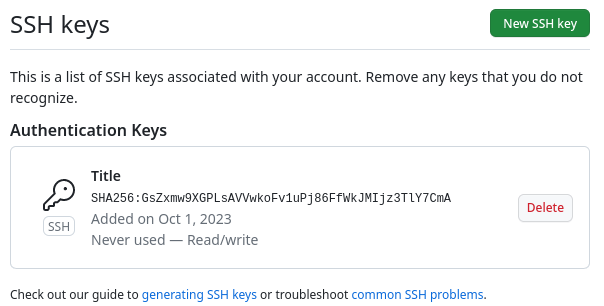 SSH keys
New SSH key
This is a list of SSH keys associated with your account. Remove any keys that you do not
recognize.
Authentication Keys
Title
SHA256:GsZxmw9XGPLsAVVwkoFv1uPj86FfWkJMIjz3TlY7CmA
Added on Oct 1, 2023
Never used — Read/write
SSH
Delete
Check out our guide to generating SSH keys or troubleshoot common SSH problems.